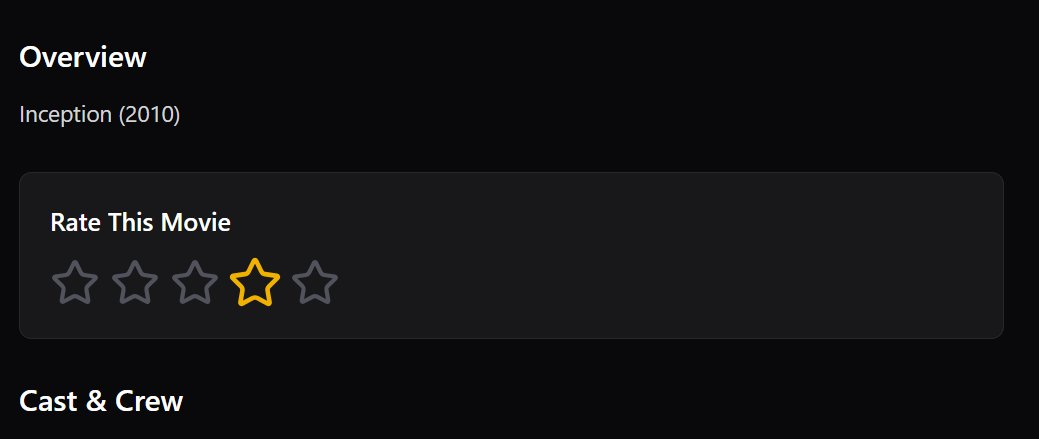 Overview
Inception (2010)
Rate This Movie
Cast & Crew